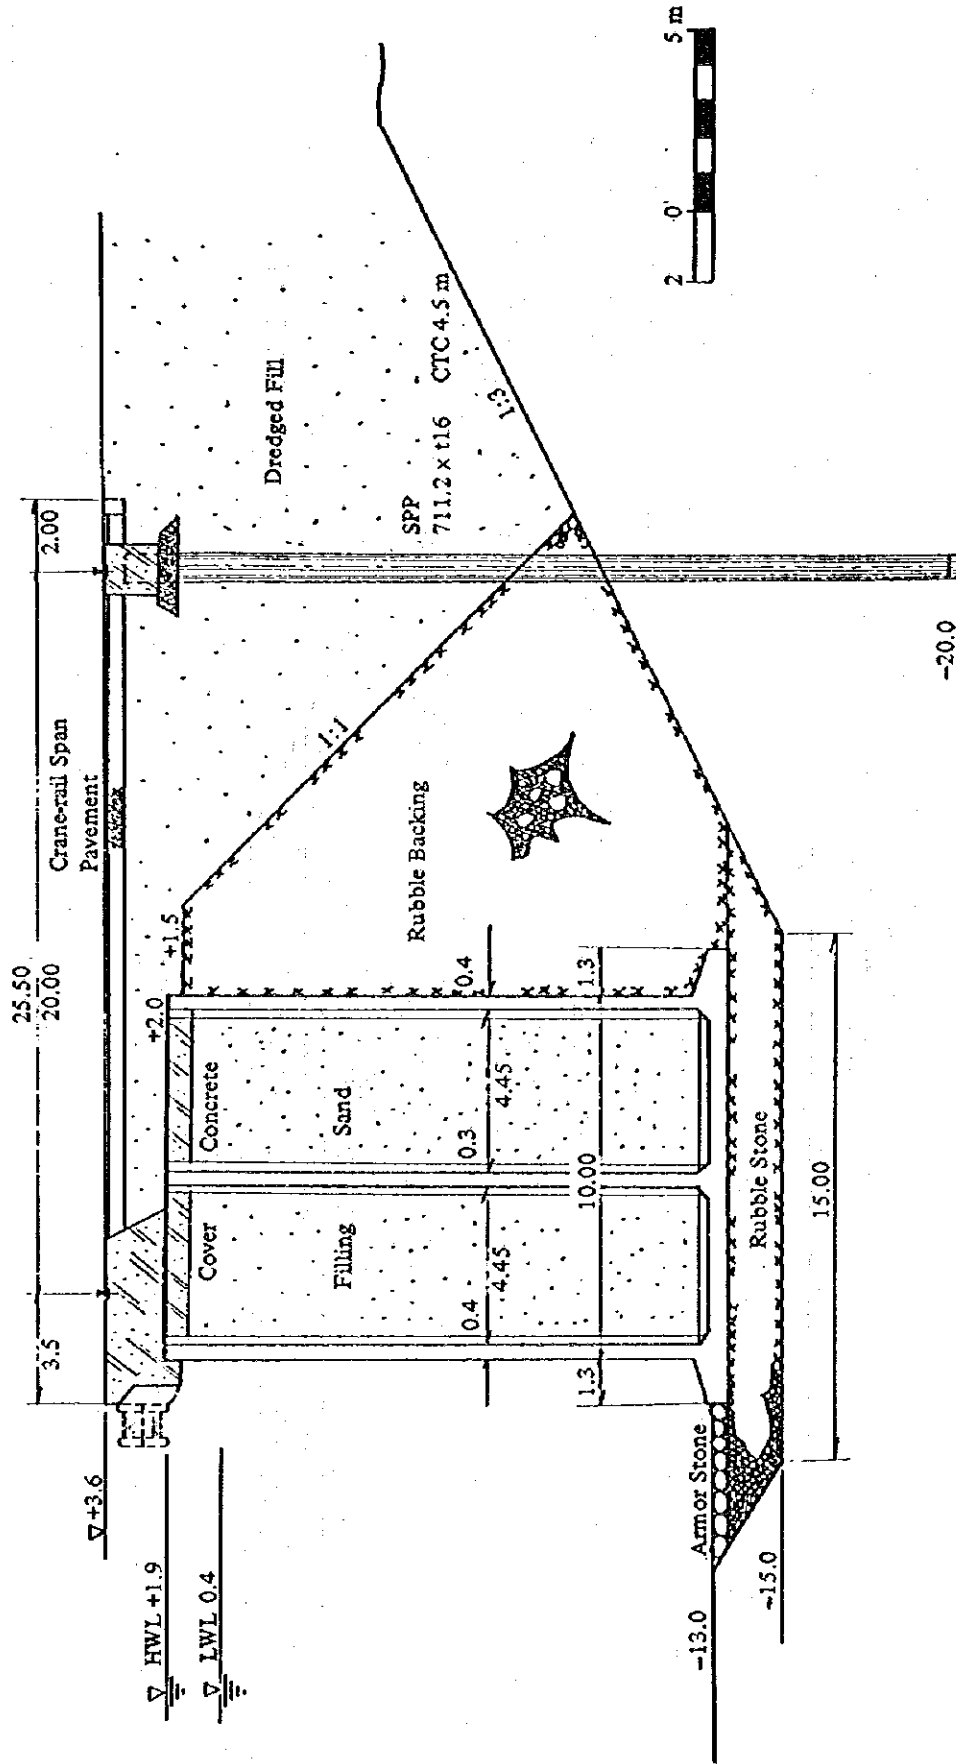 25.50
3.5
20.00
2.00
Crane-rail Span
Pavement
▽+3.6
▽ HWL +1.9
▽ LWL 0.4
+2.0
+1.5
Cover Concrete
Filling Sand
Dredged Fill
1:1
SPP
711.2 x t16 CTC 4.5 m
Rubble Backing
1:3
0.4
4.45
0.3
4.45
0.4
1.3
10.00
1.3
Armor Stone
-13.0
Rubble Stone
-15.0
15.00
-20.0
2 0 5 m